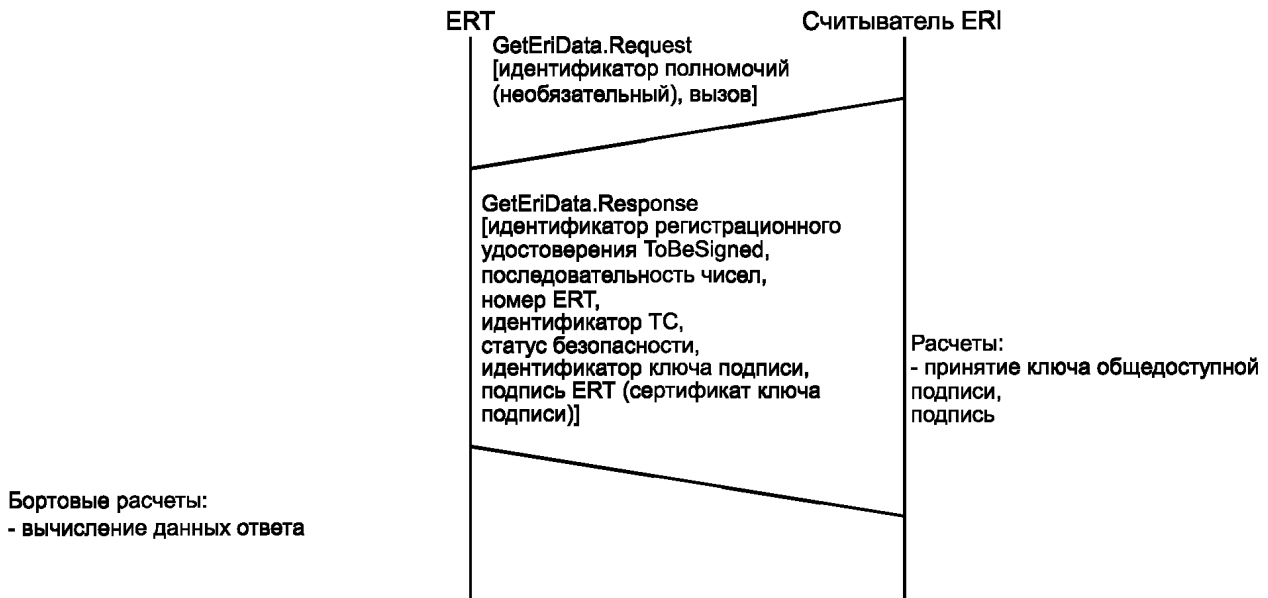 ERT
Считыватель ERI
GetEriData.Request
[идентификатор полномочий
(необязательный), вызов]
GetEriData.Response
[идентификатор регистрационного
удостоверения ToBeSigned,
последовательность чисел,
номер ERT,
идентификатор ТС,
статус безопасности,
идентификатор ключа подписи,
подпись ERT (сертификат ключа
подписи)]
Расчеты:
- принятие ключа общедоступной
подписи,
подпись
Бортовые расчеты:
- вычисление данных ответа